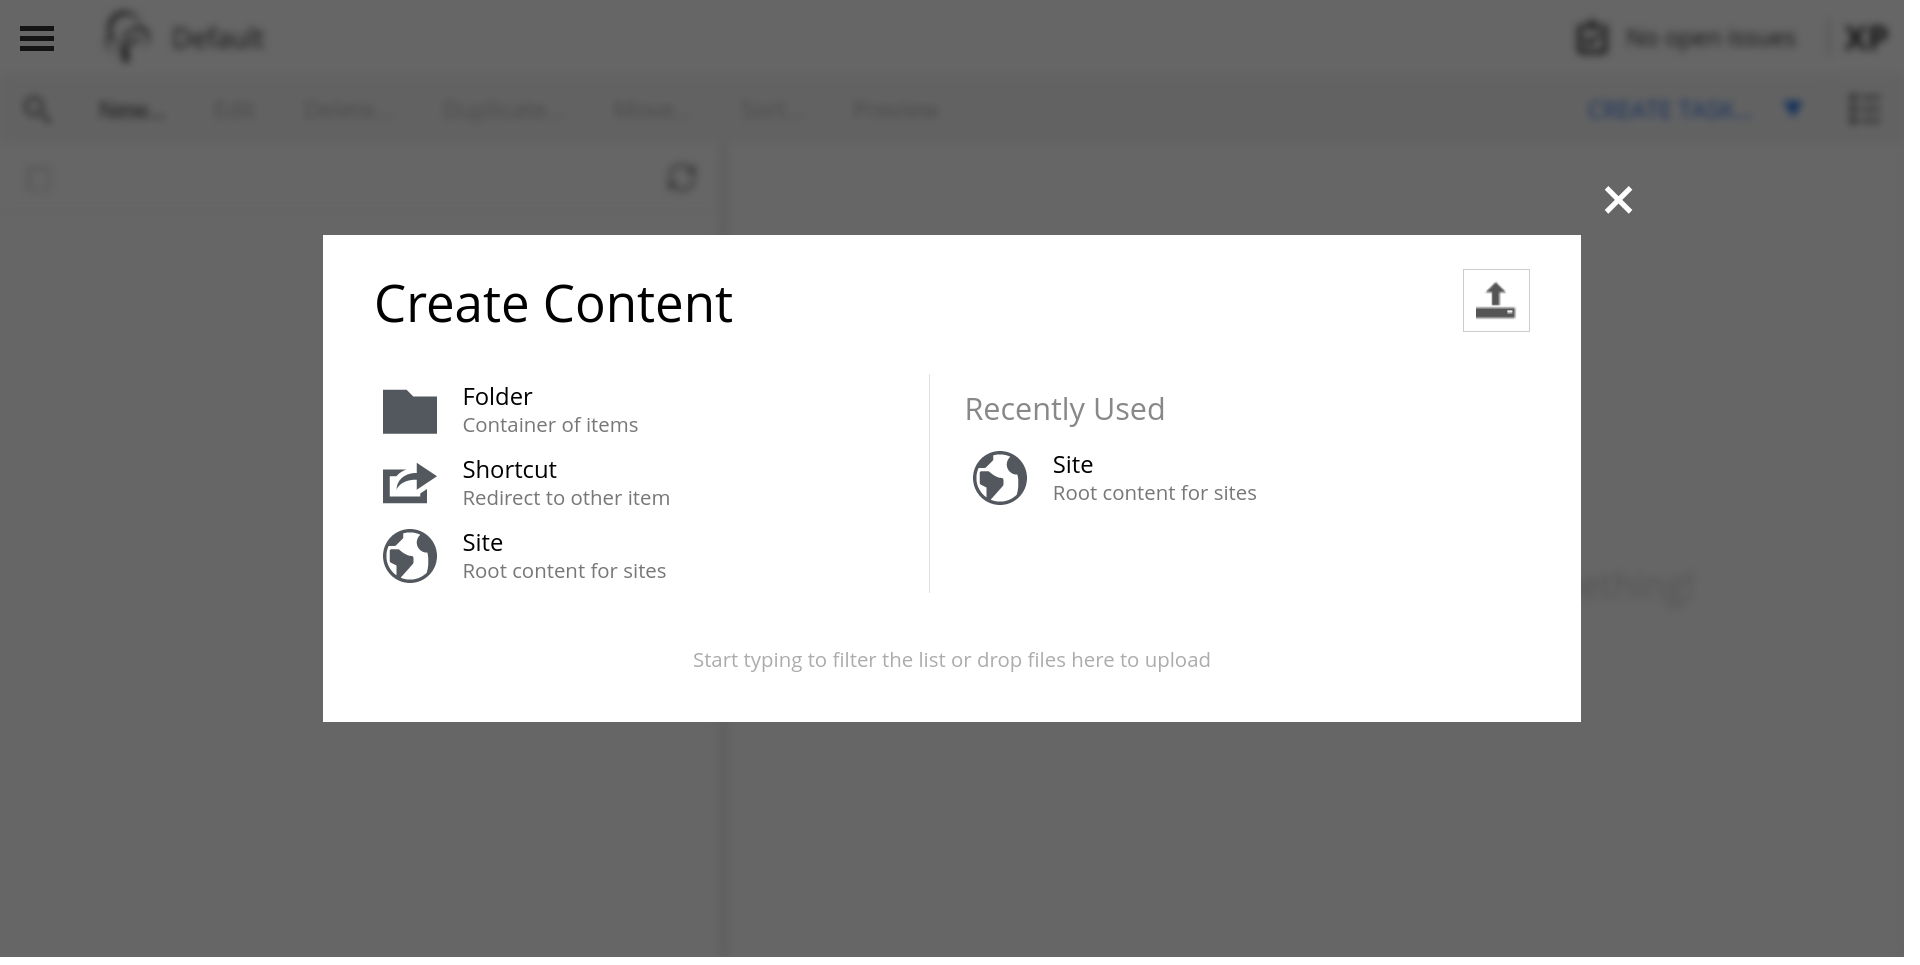 Default
No open issues
XP
New...
Edit
Delete...
Duplicate...
Move...
Sort...
Preview
CREATE TASK...
Create Content
Folder
Container of items
Shortcut
Redirect to other item
Site
Root content for sites
Recently Used
Site
Root content for sites
Start typing to filter the list or drop files here to upload